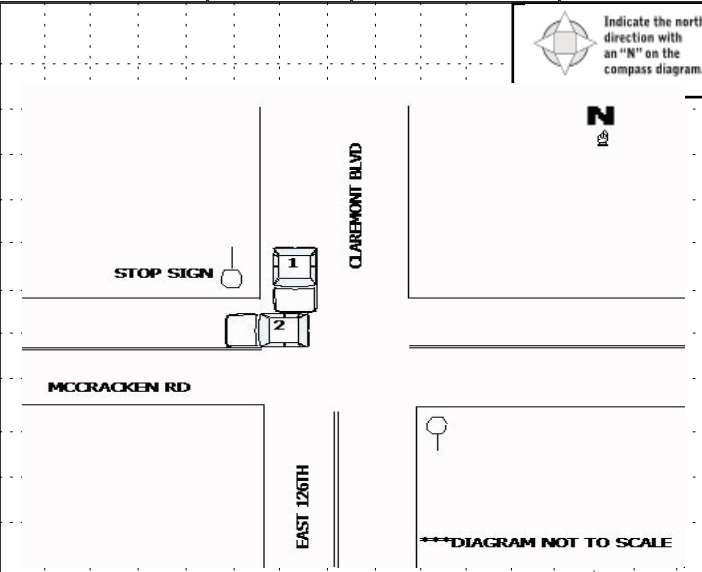 Indicate the north
direction with
an “N” on the
compass diagram.
N
CLAREMONT BLVD
1
STOP SIGN
2
MCCRACKEN RD
EAST 126TH
***DIAGRAM NOT TO SCALE